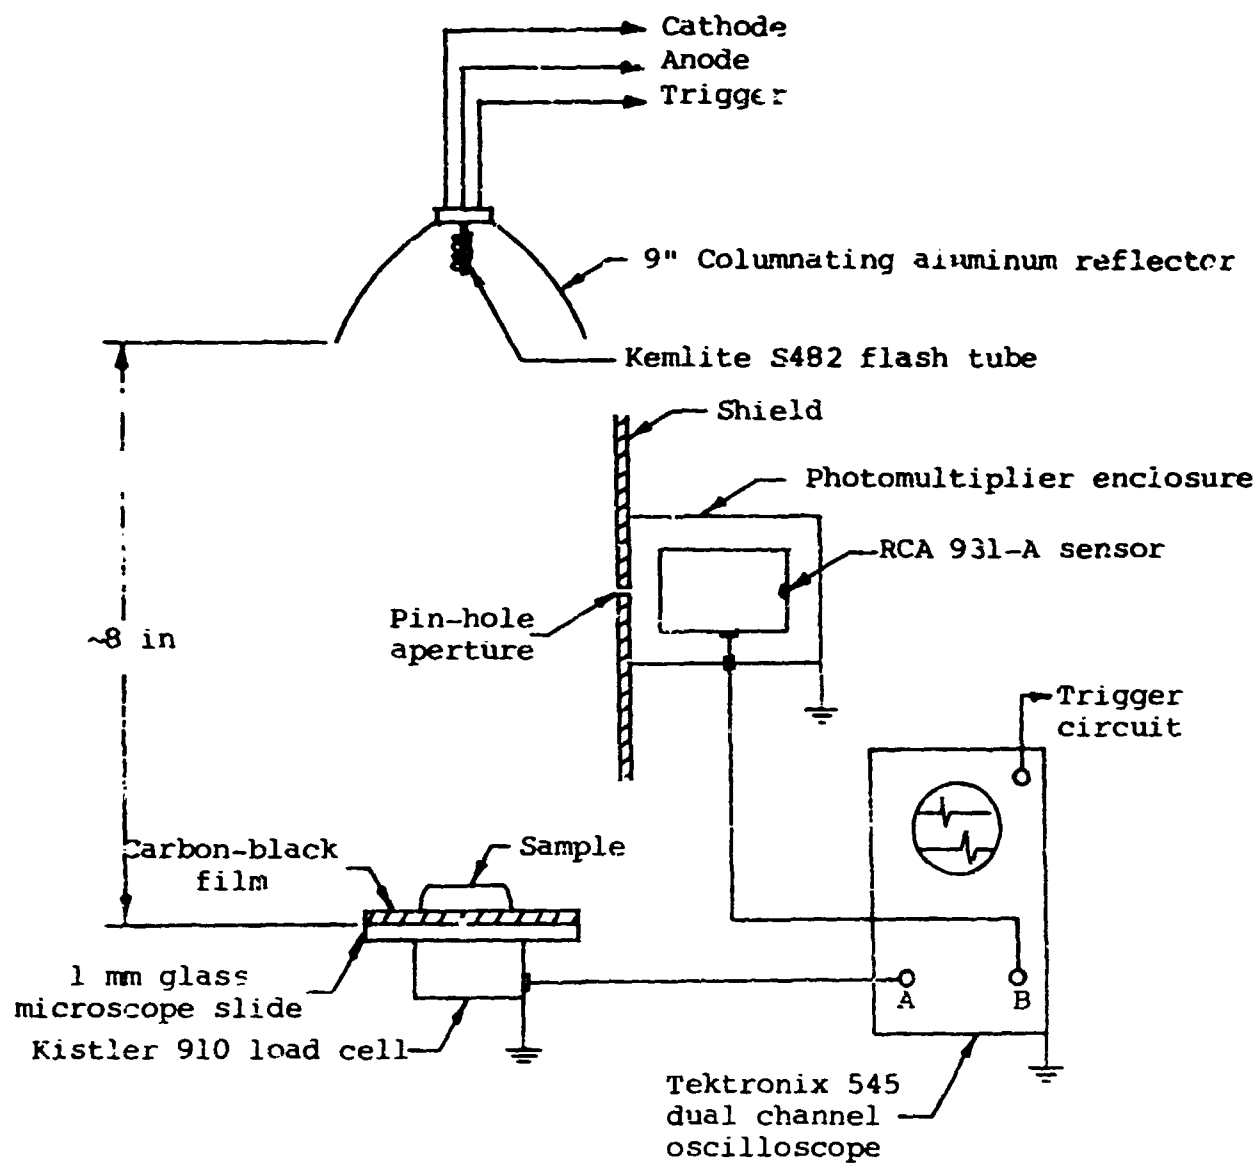 Cathode
Anode
Trigger
9" Columnating aluminum reflector
Kemlite S482 flash tube
Shield
Photomultiplier enclosure
RCA 931-A sensor
Pin-hole
aperture
~8 in
Trigger
circuit
Carbon-black
film
Sample
1 mm glass
microscope slide
A
B
Kistler 910 load cell
Tektronix 545
dual channel
oscilloscope